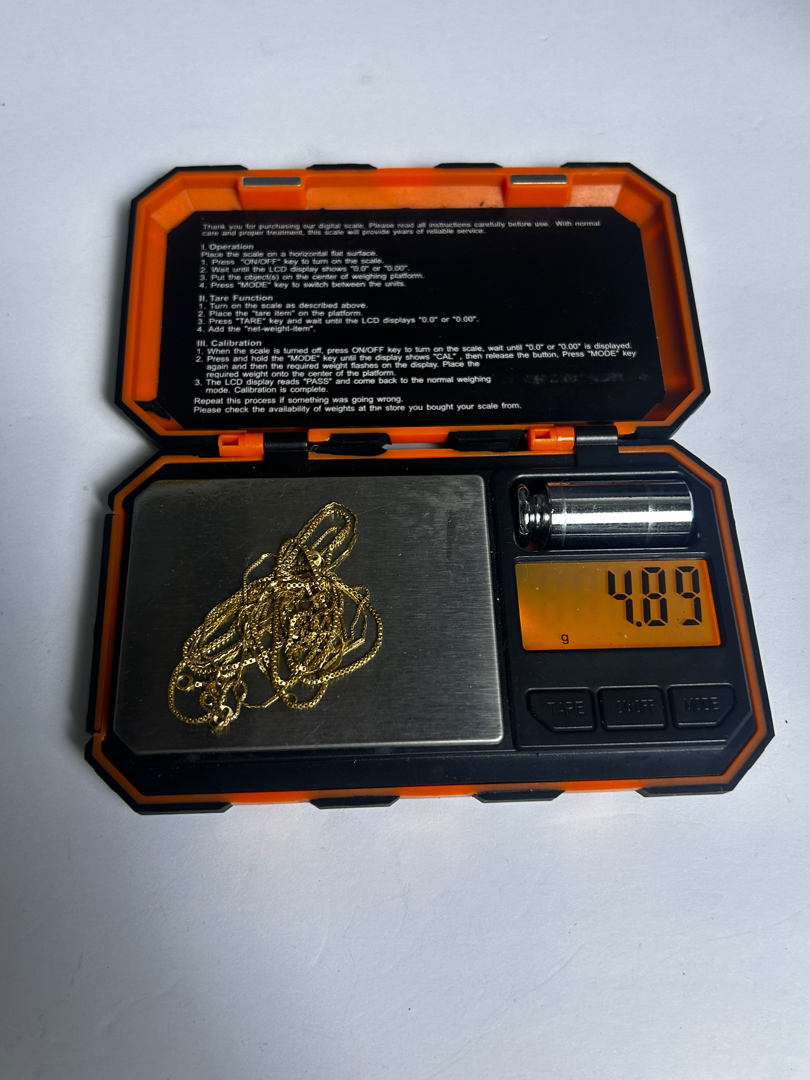 Thank you for purchasing our digital scale. Please read all instructions carefully before use. With normal
care and proper treatment, this scale will provide years of reliable service.
I. Operation
Place the scale on a horizontal flat surface.
1. Press "ON/OFF" key to turn on the scale.
2. Wait until the LCD display shows "0.0" or "0.00".
3. Put the object(s) on the center of weighing platform.
4. Press "MODE" key to switch between the units.
II. Tare Function
1. Turn on the scale as described above.
2. Place the "tare item" on the platform.
3. Press "TARE" key and wait until the LCD displays "0.0" or "0.00".
4. Add the "net-weight-item".
III. Calibration
1. When the scale is turned off, press ON/OFF key to turn on the scale, wait until "0.0" or "0.00" is displayed.
2. Press and hold the "MODE" key until the display shows "CAL" , then release the button, Press "MODE" key
again and then the required weight flashes on the display. Place the
required weight onto the center of platform.
3. The LCD display reads "PASS" and come back to the normal weighing
mode. Calibration is complete.
Repeat this process if something was going wrong.
Please check the availability of weights at the store you bought your scale from.
4.89
g
TARE ON/OFF MODE